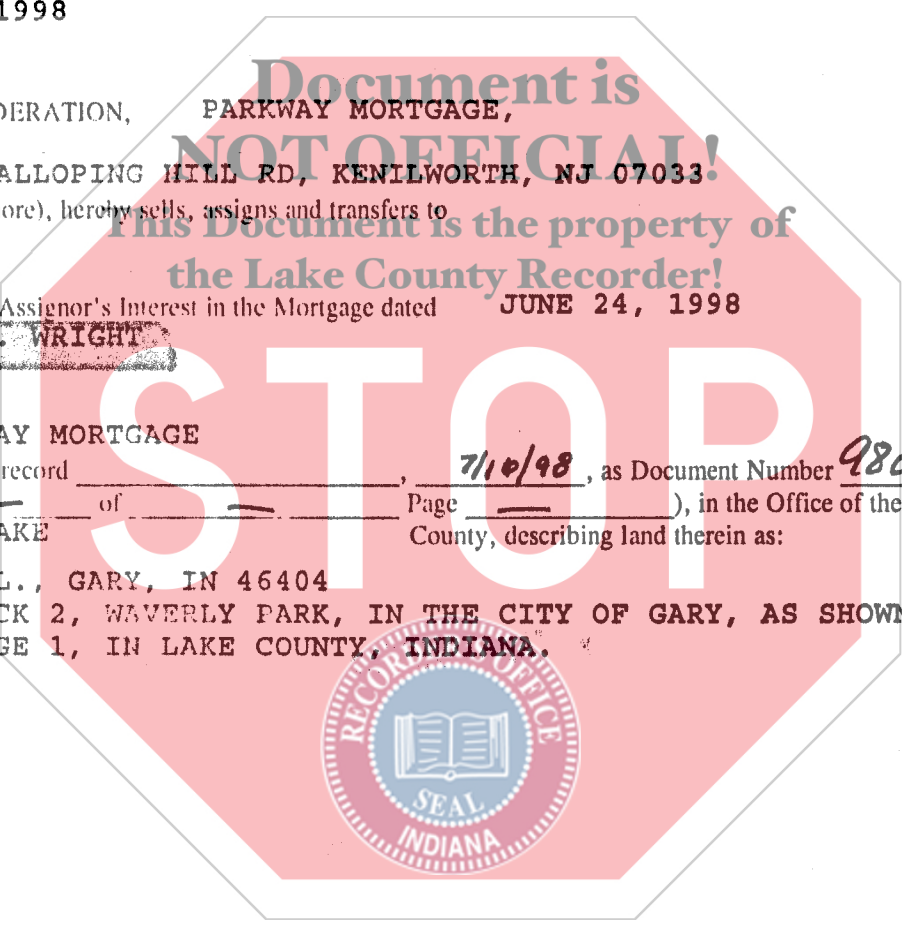 1998
Document is
DERATION, PARKWAY MORTGAGE,
NOT OFFICIAL!
ALLOPING HILL RD, KENILWORTH, NJ 07033
ore), hereby sells, assigns and transfers to
This Document is the property of
the Lake County Recorder!
Assignor's Interest in the Mortgage dated JUNE 24, 1998
. WRIGHT
STOP
AY MORTGAGE
record , 7/10/98 , as Document Number 980
of Page ), in the Office of the
AKE County, describing land therein as:
L., GARY, IN 46404
CK 2, WAVERLY PARK, IN THE CITY OF GARY, AS SHOWN
GE 1, IN LAKE COUNTY, INDIANA.
RECORDER'S OFFICE
SEAL
INDIANA